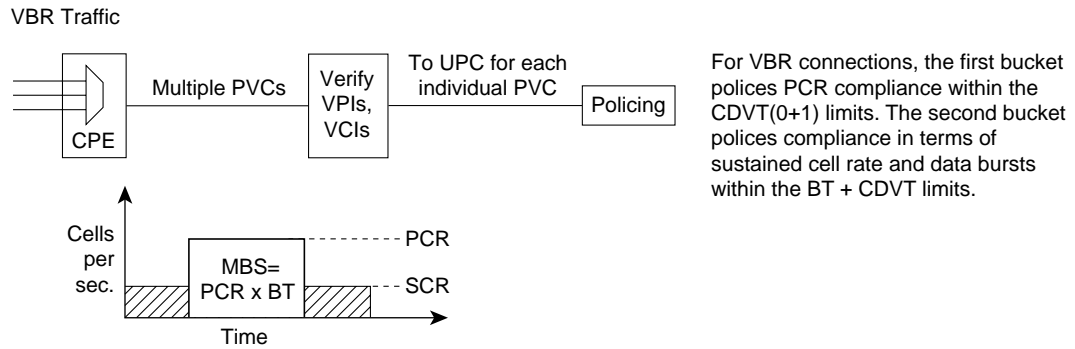 VBR Traffic
CPE
Multiple PVCs
Verify
VPIs,
VCIs
To UPC for each
individual PVC
Policing
For VBR connections, the first bucket
polices PCR compliance within the
CDVT(0+1) limits. The second bucket
polices compliance in terms of
sustained cell rate and data bursts
within the BT + CDVT limits.
Cells
per
sec.
MBS=
PCR x BT
PCR
SCR
Time